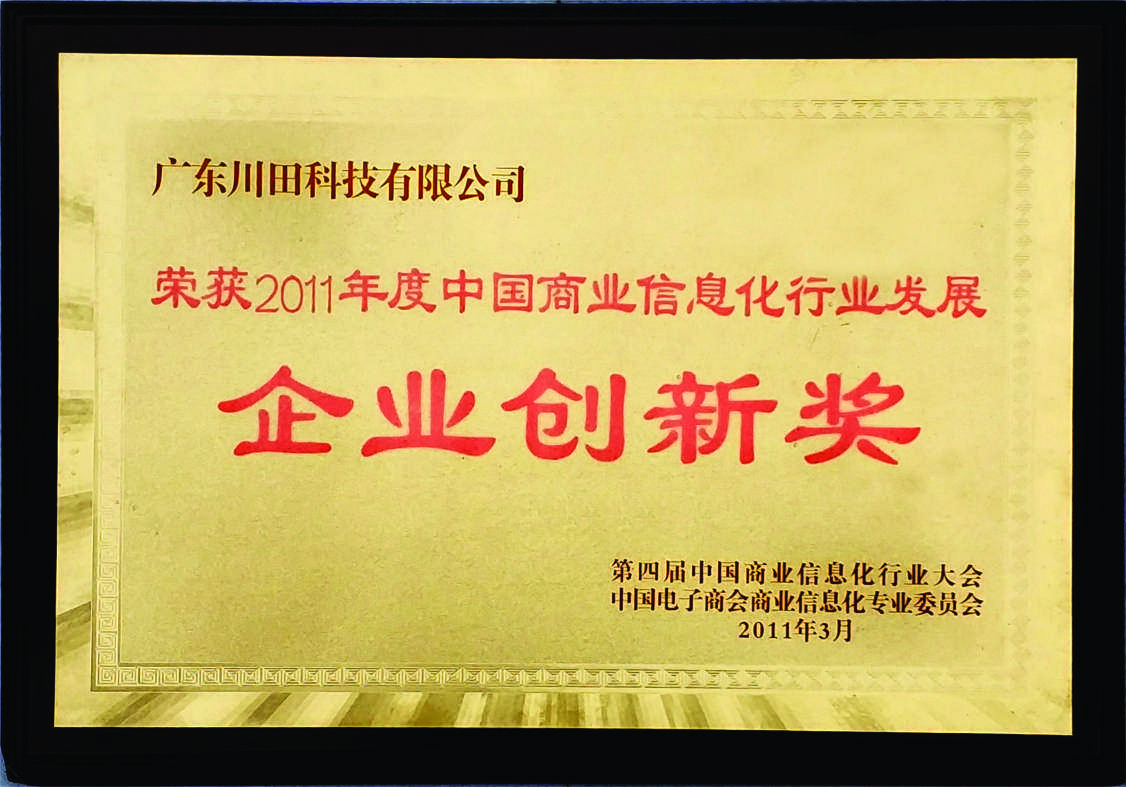 广东川田科技有限公司
荣获2011年度中国商业信息化行业发展
企业创新奖
第四届中国商业信息化行业大会
中国电子商会商业信息化专业委员会
2011年3月